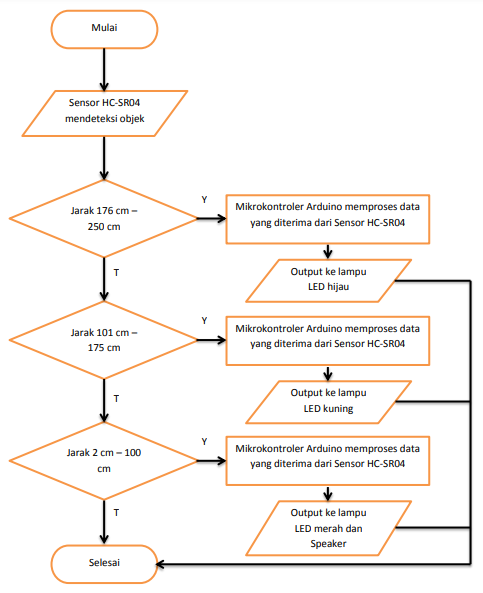 Mulai
Sensor HC-SR04
mendeteksi objek
Jarak 176 cm –
250 cm
Y
Mikrokontroler Arduino memproses data
yang diterima dari Sensor HC-SR04
Output ke lampu
LED hijau
T
Jarak 101 cm –
175 cm
Y
Mikrokontroler Arduino memproses data
yang diterima dari Sensor HC-SR04
Output ke lampu
LED kuning
T
Jarak 2 cm – 100
cm
Y
Mikrokontroler Arduino memproses data
yang diterima dari Sensor HC-SR04
Output ke lampu
LED merah dan
Speaker
T
Selesai